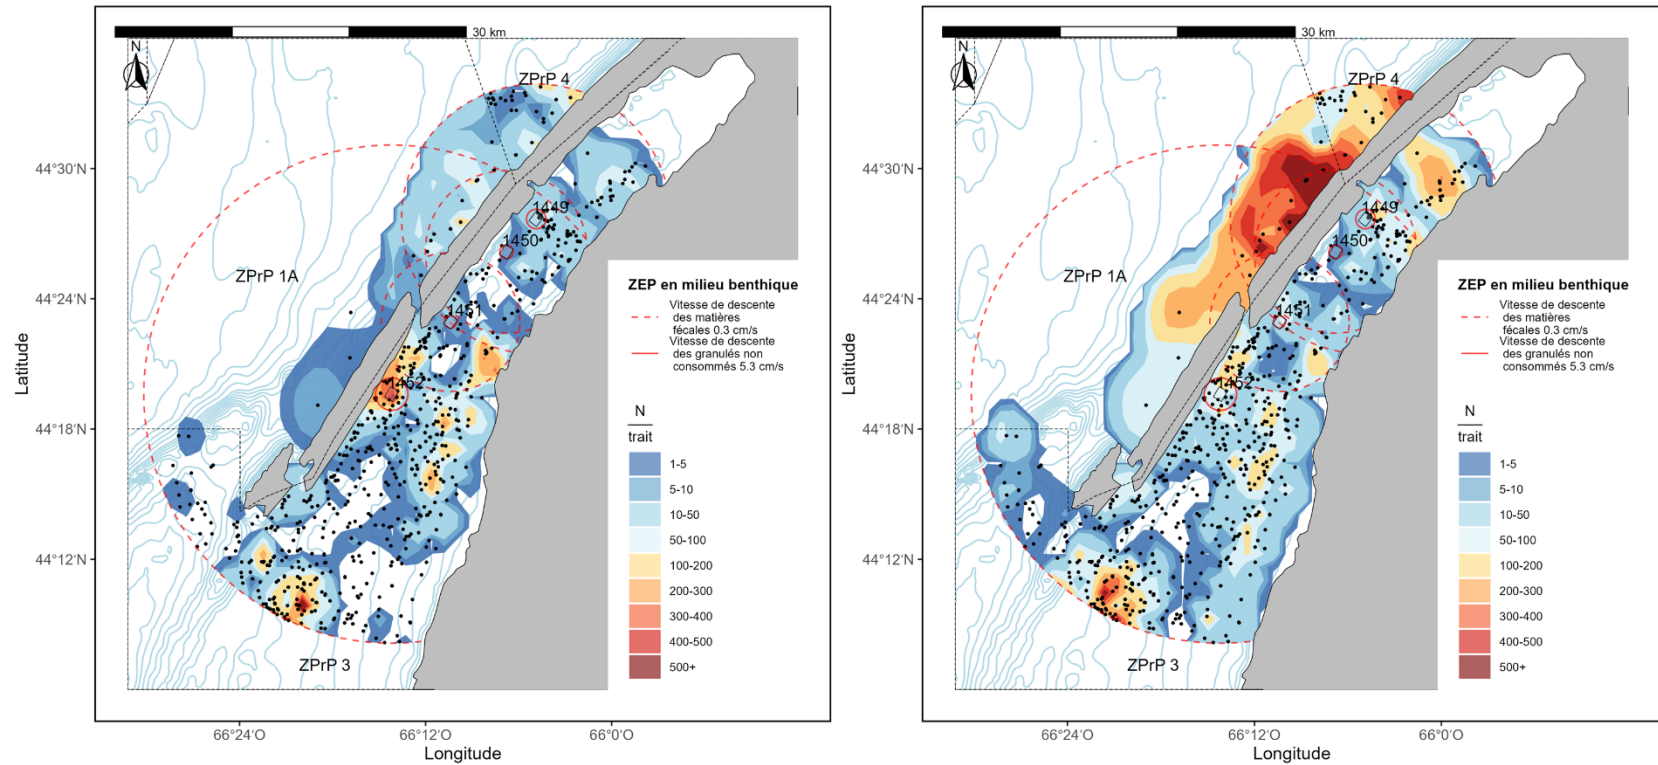 30 km
N
ZPrP 4
44°30′N
1449
1450
ZPrP 1A
44°24′N
1451
1452
44°18′N
44°12′N
ZPrP 3
Latitude
66°24′O
66°12′O
66°0′O
Longitude
ZEP en milieu benthique
Vitesse de descente
des matières
fécales 0.3 cm/s
Vitesse de descente
des granulés non
consommés 5.3 cm/s
N
trait
1-5
5-10
10-50
50-100
100-200
200-300
300-400
400-500
500+
30 km
N
ZPrP 4
44°30′N
1449
1450
ZPrP 1A
44°24′N
1451
1452
44°18′N
44°12′N
ZPrP 3
Latitude
66°24′O
66°12′O
66°0′O
Longitude
ZEP en milieu benthique
Vitesse de descente
des matières
fécales 0.3 cm/s
Vitesse de descente
des granulés non
consommés 5.3 cm/s
N
trait
1-5
5-10
10-50
50-100
100-200
200-300
300-400
400-500
500+